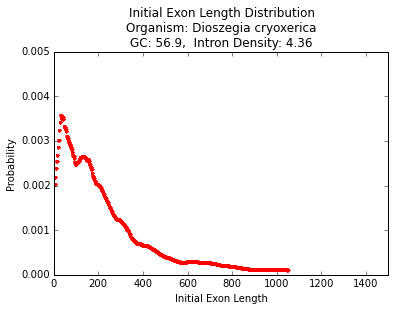 Initial Exon Length Distribution
Organism: Dioszegia cryoxerica
GC: 56.9,  Intron Density: 4.36
0.005
0.004
0.003
0.002
0.001
0.000
Probability
0 200 400 600 800 1000 1200 1400
Initial Exon Length